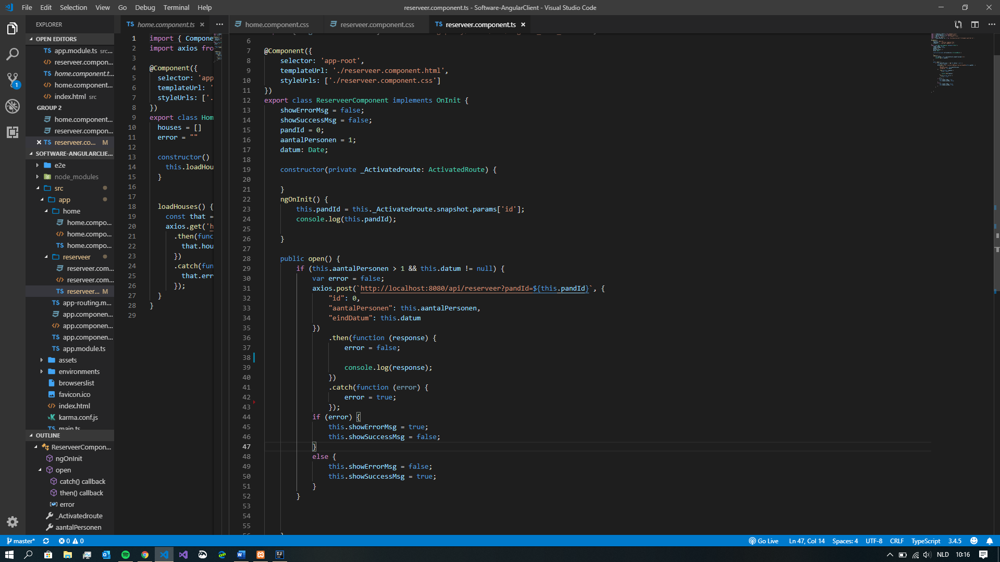 File Edit Selection View Go Debug Terminal Help
reserveer.component.ts - Software-AngularClient - Visual Studio Code
EXPLORER
OPEN EDITORS
TS app.module.ts src...
reserveer.compon...
home.component.t...
home.component...
index.html src
GROUP 2
home.component...
reserveer.compon...
TS reserveer.co... M
SOFTWARE-ANGULARCLIE...
e2e
node_modules
src
app
home
home.compo...
home.compo...
TS home.compo...
reserveer
reserveer.com...
reserveer.com...
TS reserveer... M
TS app-routing.m...
app.componen...
app.componen...
TS app.componen...
TS app.module.ts
assets
environments
browserslist
favicon.ico
index.html
karma.conf.js
TS main.ts
OUTLINE
ReserveerCompon...
ngOnInit
open
catch() callback
then() callback
error
_Activatedroute
aantalPersonen
1
TS home.component.ts
1 import { Compone
2 import axios fro
3
4 @Component({
5 selector: 'app
6 templateUrl: '
7 styleUrls: ['.
8 })
9 export class Hom
10 houses = []
11 error = ""
12
13 constructor()
14 this.loadHou
15 }
16
17
18 loadHouses() {
19 const that =
20 axios.get('h
21 .then(func
22 that.hou
23 })
24 .catch(fun
25 that.err
26 });
27 }
28 }
29
home.component.css reserveer.component.css TS reserveer.component.ts
6
7 @Component({
8 selector: 'app-root',
9 templateUrl: './reserveer.component.html',
10 styleUrls: ['./reserveer.component.css']
11 })
12 export class ReserveerComponent implements OnInit {
13 showErrorMsg = false;
14 showSuccessMsg = false;
15 pandId = 0;
16 aantalPersonen = 1;
17 datum: Date;
18
19 constructor(private _Activatedroute: ActivatedRoute) {
20
21 }
22 ngOnInit() {
23 this.pandId = this._Activatedroute.snapshot.params['id'];
24 console.log(this.pandId);
25
26 }
27
28 public open() {
29 if (this.aantalPersonen > 1 && this.datum != null) {
30 var error = false;
31 axios.post(`http://localhost:8080/api/reserveer?pandId=${this.pandId}`, {
32 "id": 0,
33 "aantalPersonen": this.aantalPersonen,
34 "eindDatum": this.datum
35 })
36 .then(function (response) {
37 error = false;
38
39 console.log(response);
40 })
41 .catch(function (error) {
42 error = true;
43 });
44 if (error) {
45 this.showErrorMsg = true;
46 this.showSuccessMsg = false;
47 }
48 else {
49 this.showErrorMsg = false;
50 this.showSuccessMsg = true;
51 }
52 }
53
54
55
master* 0 0 Go Live Ln 47, Col 14 Spaces: 4 UTF-8 CRLF TypeScript 3.4.5
NLD 10:16